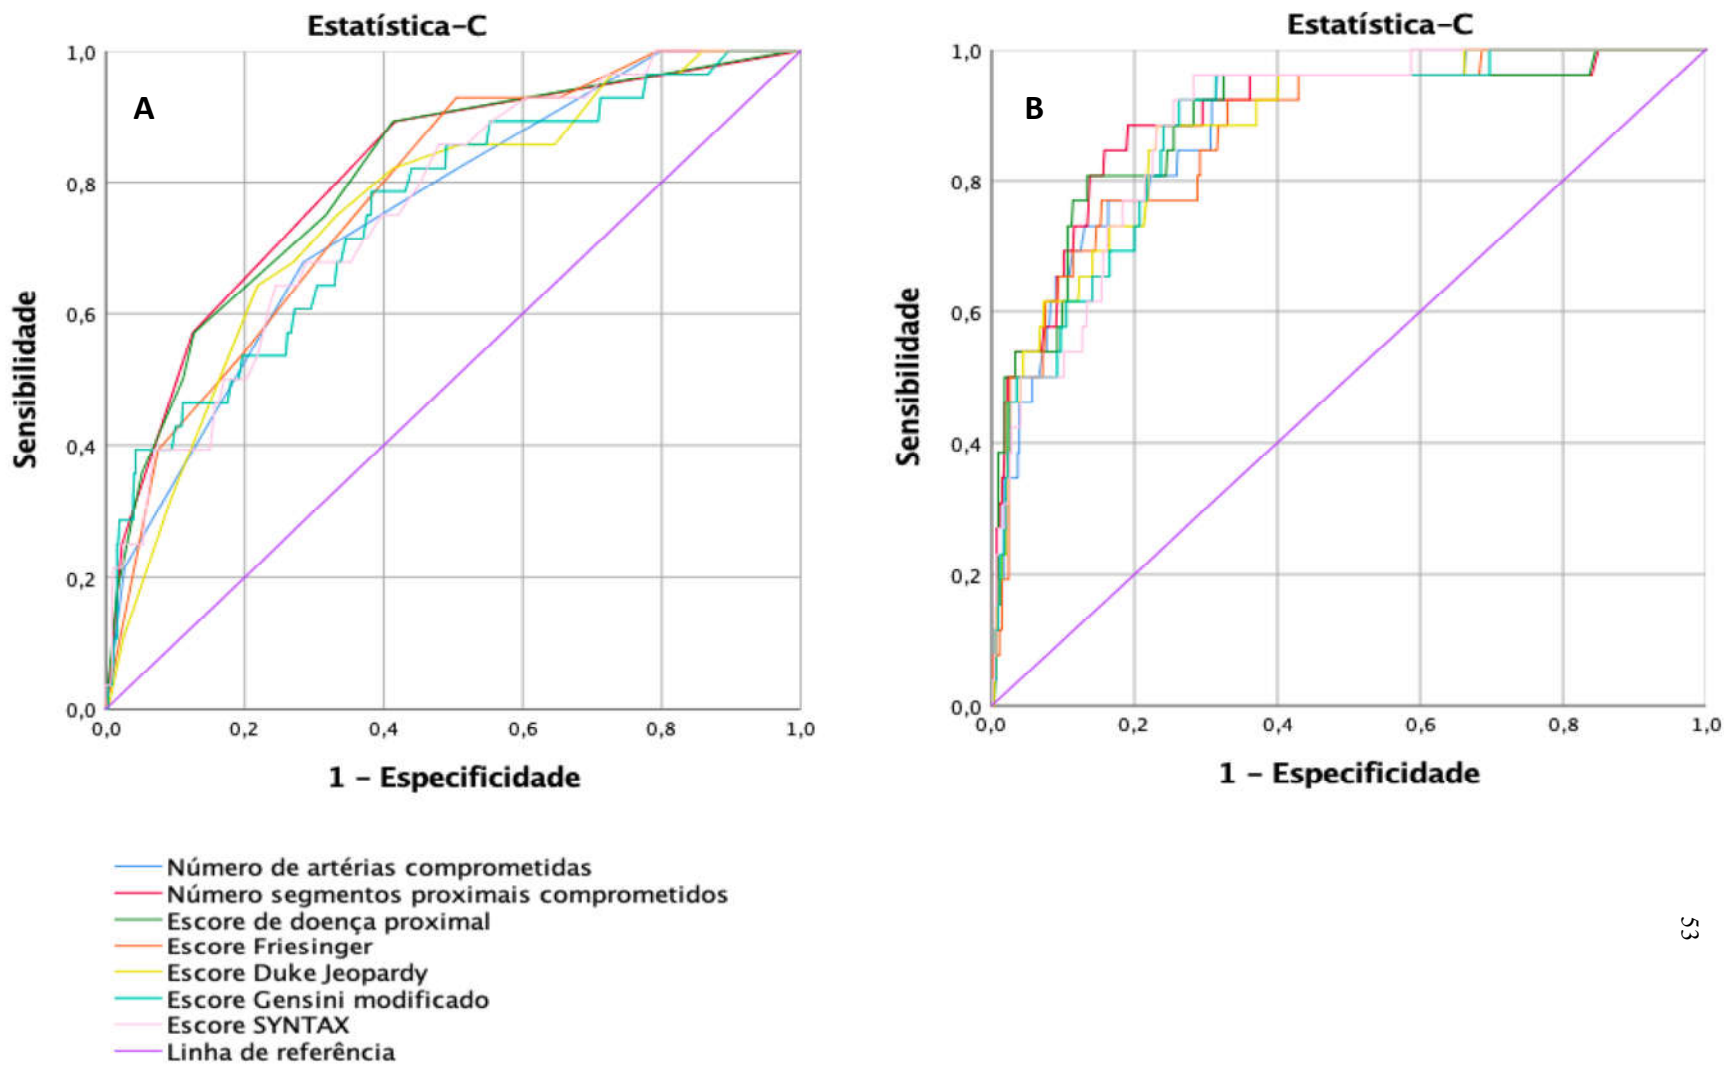 Estatística-C
A
1,0
0,8
0,6
0,4
0,2
0,0
0,0 0,2 0,4 0,6 0,8 1,0
Sensibilidade
1 - Especificidade
Estatística-C
B
1,0
0,8
0,6
0,4
0,2
0,0
0,0 0,2 0,4 0,6 0,8 1,0
Sensibilidade
1 - Especificidade
Número de artérias comprometidas
Número segmentos proximais comprometidos
Escore de doença proximal
Escore Friesinger
Escore Duke Jeopardy
Escore Gensini modificado
Escore SYNTAX
Linha de referência
53